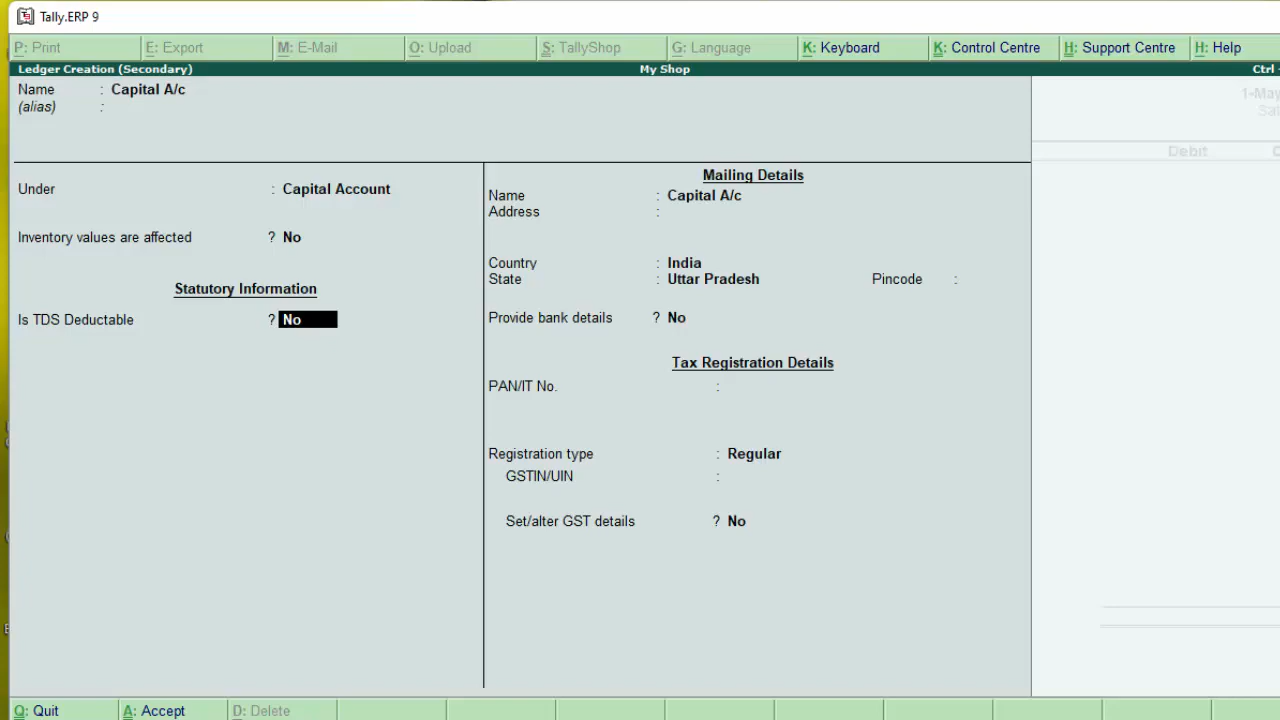 Tally.ERP 9
P: Print E: Export M: E-Mail O: Upload S: TallyShop G: Language K: Keyboard K: Control Centre H: Support Centre H: Help
Ledger Creation (Secondary) My Shop Ctrl
Name : Capital A/c
(alias) :
1-May
Debit
Under : Capital Account
Inventory values are affected ? No
Statutory Information
Is TDS Deductable ? No
Mailing Details
Name : Capital A/c
Address :
Country : India
State : Uttar Pradesh Pincode :
Provide bank details ? No
Tax Registration Details
PAN/IT No. :
Registration type : Regular
GSTIN/UIN :
Set/alter GST details ? No
Q: Quit A: Accept D: Delete